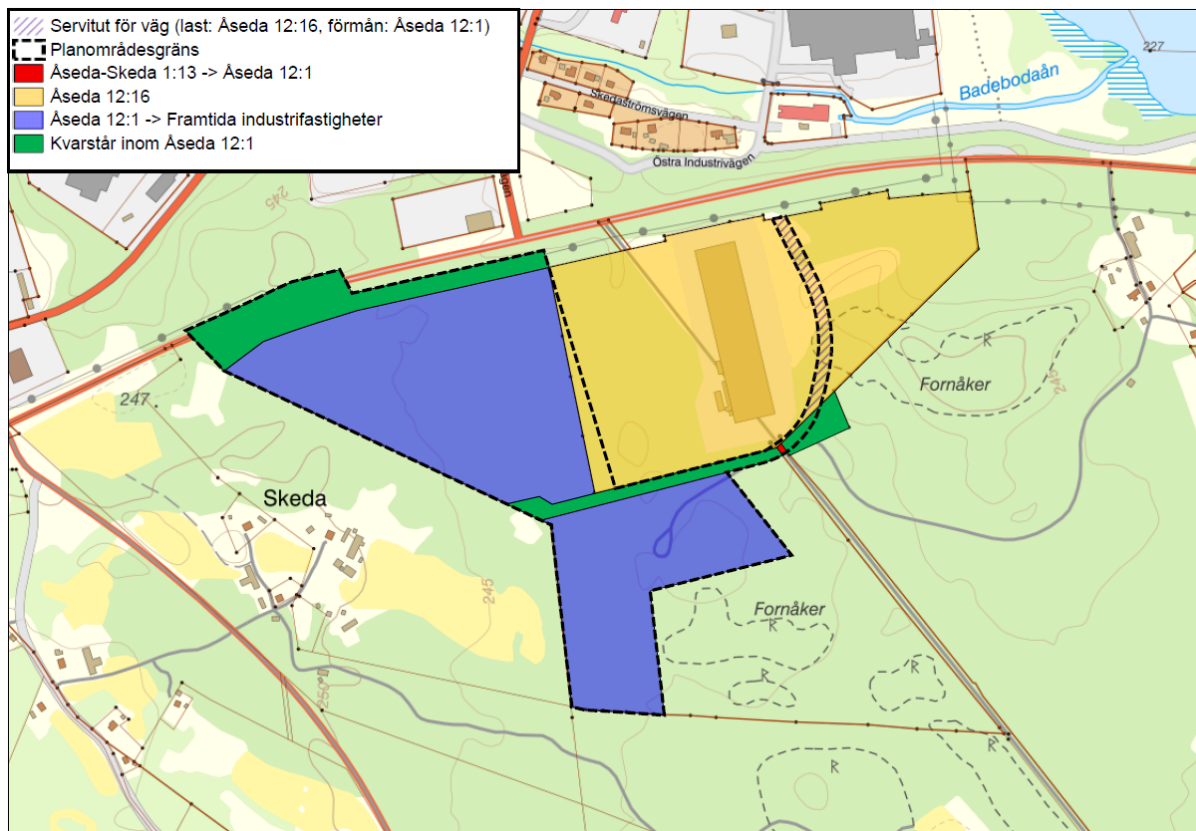 Servitut för väg (last: Åseda 12:16, förmån: Åseda 12:1)
Planområdesgräns
Åseda-Skeda 1:13 -> Åseda 12:1
Åseda 12:16
Åseda 12:1 -> Framtida industrifastigheter
Kvarstår inom Åseda 12:1
227
Badebodaån
Skedaströmsvägen
Östra Industrivägen
245
vägen
247
Fornåker
R
245
Skeda
245
Fornåker
R
R
R
250
R
R